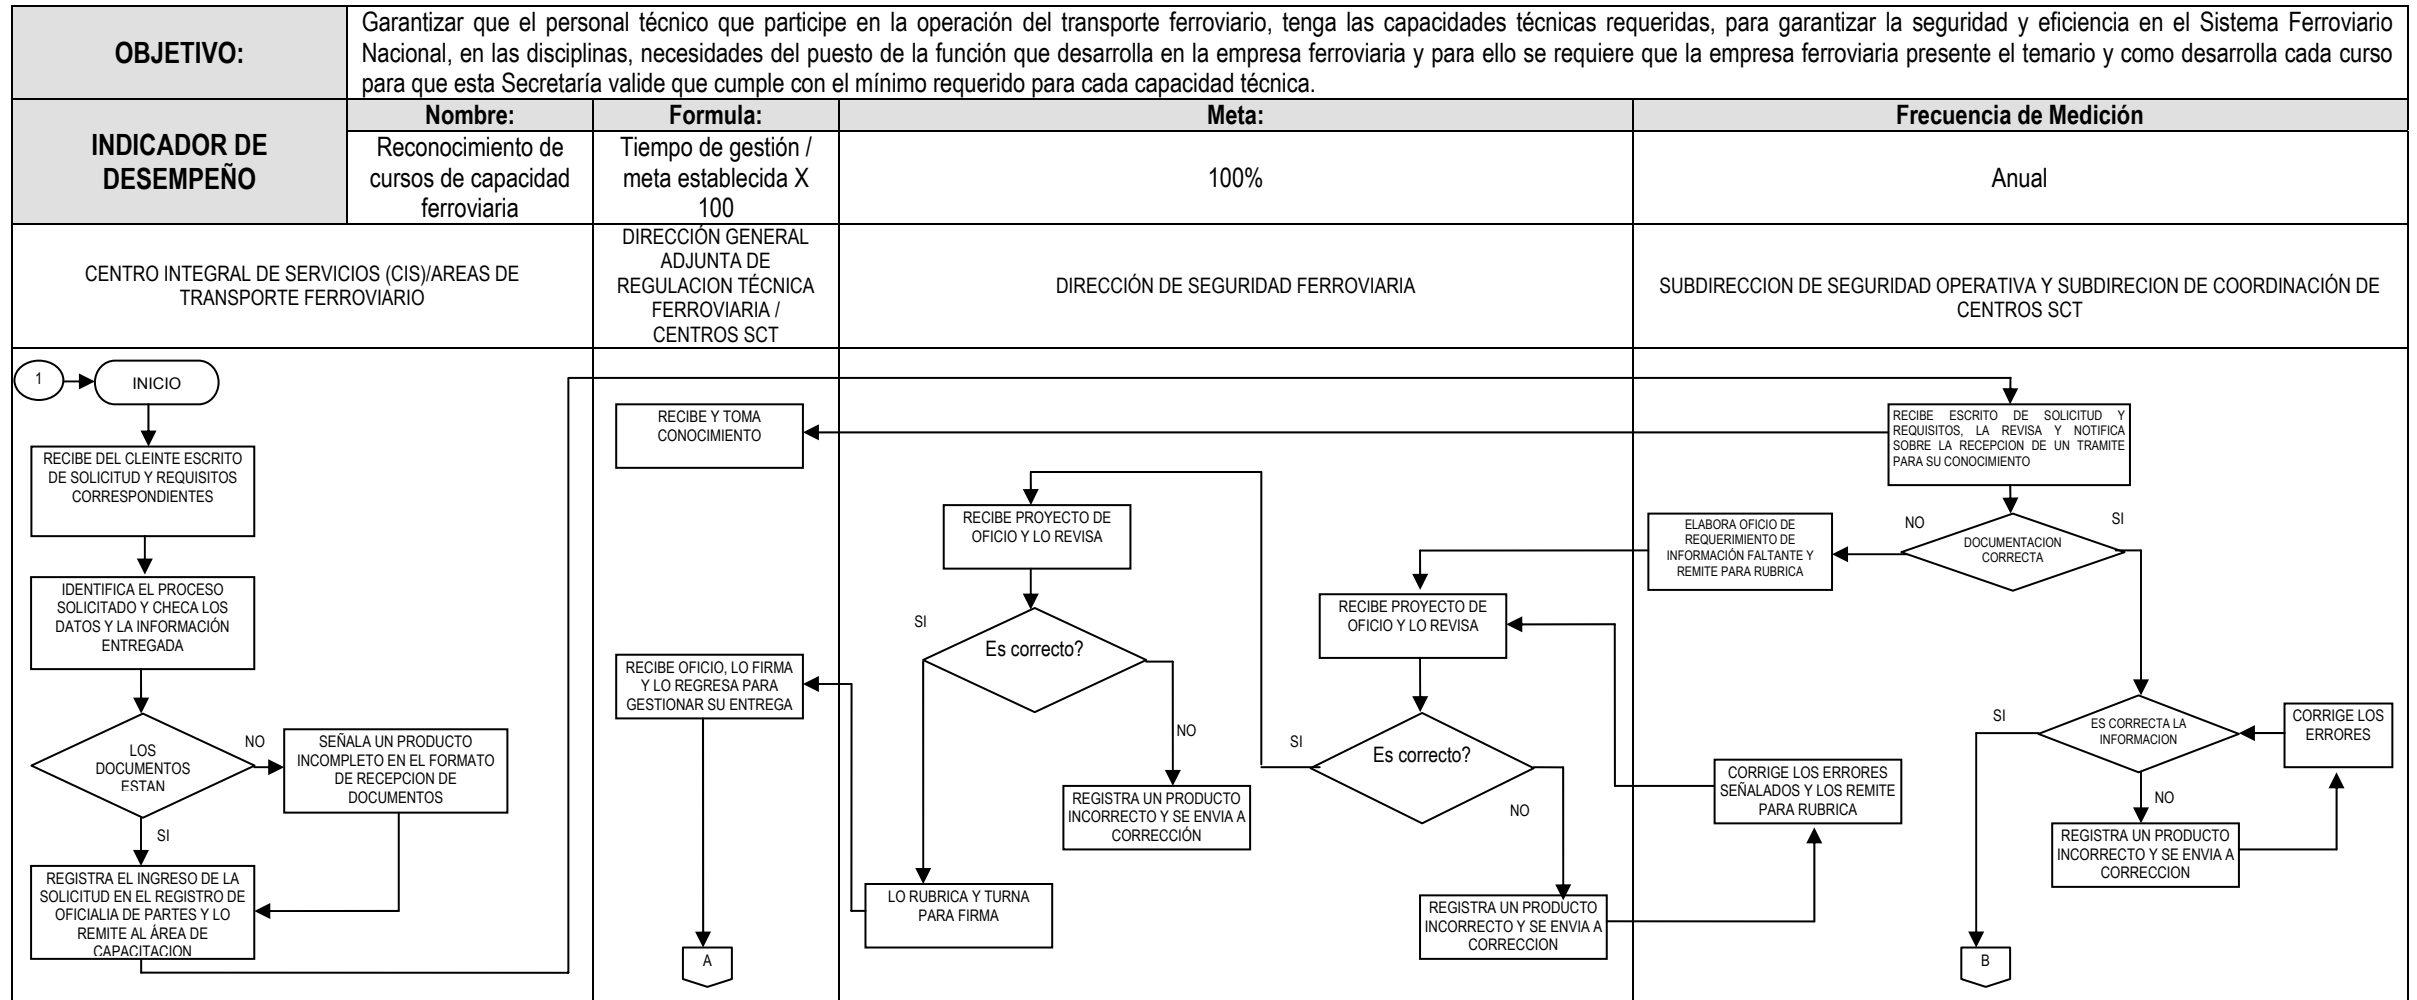 OBJETIVO:
Garantizar que el personal técnico que participe en la operación del transporte ferroviario, tenga las capacidades técnicas requeridas, para garantizar la seguridad y eficiencia en el Sistema Ferroviario
Nacional, en las disciplinas, necesidades del puesto de la función que desarrolla en la empresa ferroviaria y para ello se requiere que la empresa ferroviaria presente el temario y como desarrolla cada curso
para que esta Secretaría valide que cumple con el mínimo requerido para cada capacidad técnica.
INDICADOR DE
DESEMPEÑO
Nombre:
Formula:
Meta:
Frecuencia de Medición
Reconocimiento de
cursos de capacidad
ferroviaria
Tiempo de gestión /
meta establecida X
100
100%
Anual
CENTRO INTEGRAL DE SERVICIOS (CIS)/AREAS DE
TRANSPORTE FERROVIARIO
DIRECCIÓN GENERAL
ADJUNTA DE
REGULACION TÉCNICA
FERROVIARIA /
CENTROS SCT
DIRECCIÓN DE SEGURIDAD FERROVIARIA
SUBDIRECCION DE SEGURIDAD OPERATIVA Y SUBDIRECION DE COORDINACIÓN DE
CENTROS SCT
1
INICIO
RECIBE DEL CLEINTE ESCRITO
DE SOLICITUD Y REQUISITOS
CORRESPONDIENTES
IDENTIFICA EL PROCESO
SOLICITADO Y CHECA LOS
DATOS Y LA INFORMACIÓN
ENTREGADA
LOS
DOCUMENTOS
ESTAN
NO
SEÑALA UN PRODUCTO
INCOMPLETO EN EL FORMATO
DE RECEPCION DE
DOCUMENTOS
SI
REGISTRA EL INGRESO DE LA
SOLICITUD EN EL REGISTRO DE
OFICIALIA DE PARTES Y LO
REMITE AL ÁREA DE
CAPACITACION
RECIBE Y TOMA
CONOCIMIENTO
RECIBE OFICIO, LO FIRMA
Y LO REGRESA PARA
GESTIONAR SU ENTREGA
A
RECIBE PROYECTO DE
OFICIO Y LO REVISA
SI
Es correcto?
NO
REGISTRA UN PRODUCTO
INCORRECTO Y SE ENVIA A
CORRECCIÓN
LO RUBRICA Y TURNA
PARA FIRMA
RECIBE PROYECTO DE
OFICIO Y LO REVISA
SI
Es correcto?
NO
REGISTRA UN PRODUCTO
INCORRECTO Y SE ENVIA A
CORRECCION
RECIBE ESCRITO DE SOLICITUD Y
REQUISITOS, LA REVISA Y NOTIFICA
SOBRE LA RECEPCION DE UN TRAMITE
PARA SU CONOCIMIENTO
ELABORA OFICIO DE
REQUERIMIENTO DE
INFORMACIÓN FALTANTE Y
REMITE PARA RUBRICA
NO
DOCUMENTACION
CORRECTA
SI
SI
ES CORRECTA LA
INFORMACION
CORRIGE LOS
ERRORES
NO
CORRIGE LOS ERRORES
SEÑALADOS Y LOS REMITE
PARA RUBRICA
REGISTRA UN PRODUCTO
INCORRECTO Y SE ENVIA A
CORRECCION
B